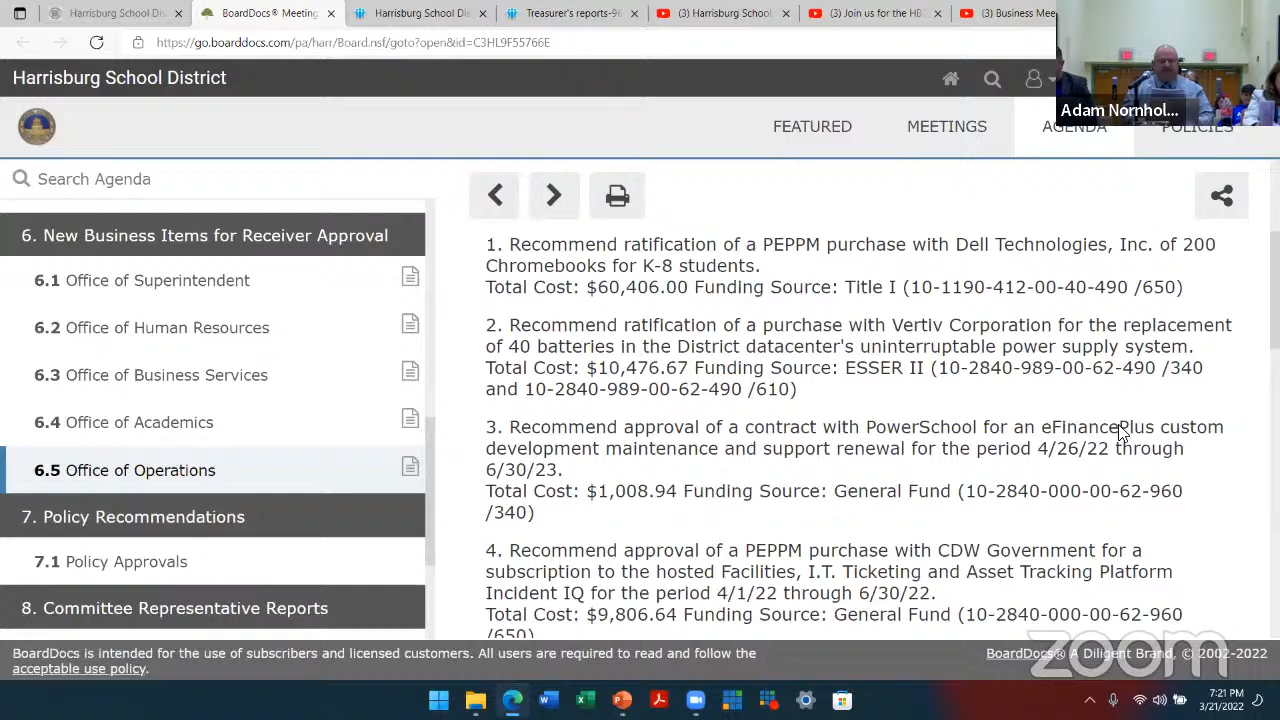 Harrisburg School District
BoardDocs® Meeting
Harrisburg School Dis
Treasurer's reports-96
(3) Harrisburg School
(3) Join us for the HB
(3) Business Mee
https://go.boarddocs.com/pa/harr/Board.nsf/goto?open&id=C3HL9F55766E
Harrisburg School District
Adam Nornhol...
FEATURED
MEETINGS
AGENDA
POLICIES
Search Agenda
6. New Business Items for Receiver Approval
6.1 Office of Superintendent
6.2 Office of Human Resources
6.3 Office of Business Services
6.4 Office of Academics
6.5 Office of Operations
7. Policy Recommendations
7.1 Policy Approvals
8. Committee Representative Reports
1. Recommend ratification of a PEPPM purchase with Dell Technologies, Inc. of 200
Chromebooks for K-8 students.
Total Cost: $60,406.00 Funding Source: Title I (10-1190-412-00-40-490 /650)
2. Recommend ratification of a purchase with Vertiv Corporation for the replacement
of 40 batteries in the District datacenter's uninterruptable power supply system.
Total Cost: $10,476.67 Funding Source: ESSER II (10-2840-989-00-62-490 /340
and 10-2840-989-00-62-490 /610)
3. Recommend approval of a contract with PowerSchool for an eFinancePlus custom
development maintenance and support renewal for the period 4/26/22 through
6/30/23.
Total Cost: $1,008.94 Funding Source: General Fund (10-2840-000-00-62-960
/340)
4. Recommend approval of a PEPPM purchase with CDW Government for a
subscription to the hosted Facilities, I.T. Ticketing and Asset Tracking Platform
Incident IQ for the period 4/1/22 through 6/30/22.
Total Cost: $9,806.64 Funding Source: General Fund (10-2840-000-00-62-960
/650)
BoardDocs is intended for the use of subscribers and licensed customers. All users are required to read and follow the
acceptable use policy.
BoardDocs® A Diligent Brand, © 2002-2022
zoom
7:21 PM
3/21/2022